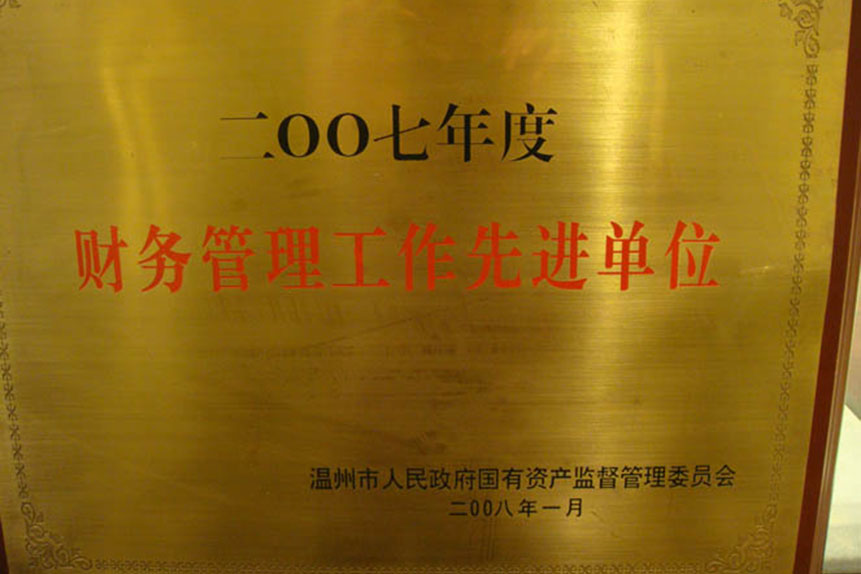 二OO七年度
财务管理工作先进单位
温州市人民政府国有资产监督管理委员会
二00八年一月